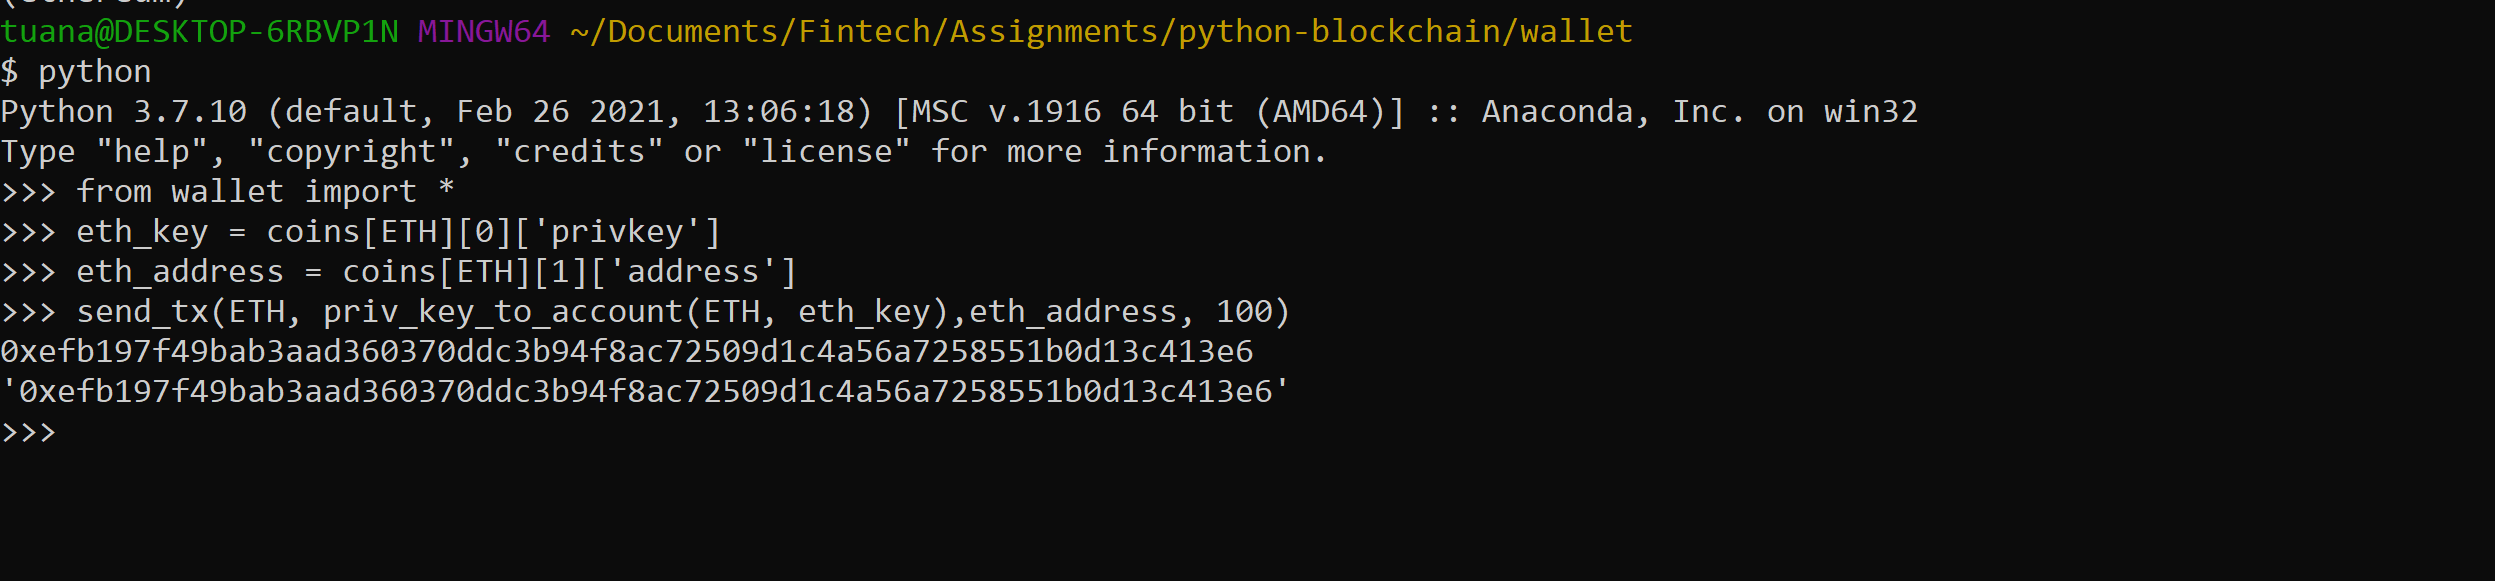 tuana@DESKTOP-6RBVP1N MINGW64 ~/Documents/Fintech/Assignments/python-blockchain/wallet
$ python
Python 3.7.10 (default, Feb 26 2021, 13:06:18) [MSC v.1916 64 bit (AMD64)] :: Anaconda, Inc. on win32
Type "help", "copyright", "credits" or "license" for more information.
>>> from wallet import *
>>> eth_key = coins[ETH][0]['privkey']
>>> eth_address = coins[ETH][1]['address']
>>> send_tx(ETH, priv_key_to_account(ETH, eth_key),eth_address, 100)
0xefb197f49bab3aad360370ddc3b94f8ac72509d1c4a56a7258551b0d13c413e6
'0xefb197f49bab3aad360370ddc3b94f8ac72509d1c4a56a7258551b0d13c413e6'
>>>